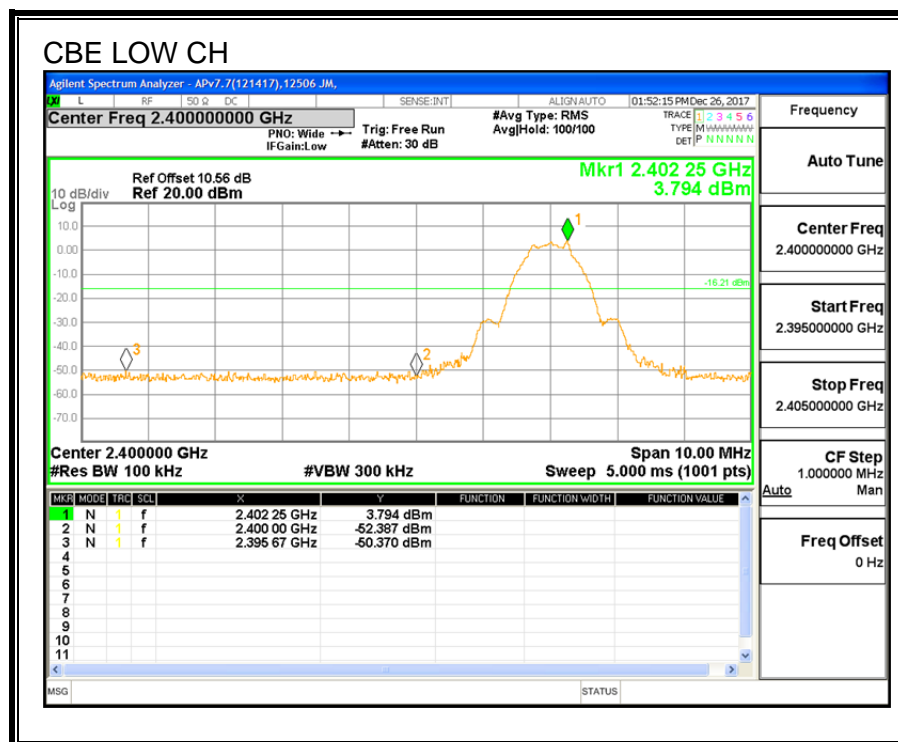 CBE LOW CH
Agilent Spectrum Analyzer - APv7.7(121417),12506 JM,
LXI L RF 50 Ω DC SENSE:INT ALIGN AUTO 01:52:15 PM Dec 26, 2017
Center Freq 2.400000000 GHz
#Avg Type: RMS
TRACE 1 2 3 4 5 6
PNO: Wide
Trig: Free Run
Avg|Hold: 100/100
TYPE M
IFGain:Low
#Atten: 30 dB
DET P N N N N N
Mkr1 2.402 25 GHz
3.794 dBm
Ref Offset 10.56 dB
10 dB/div Ref 20.00 dBm
Log
10.0
0.00
-10.0
-20.0
-30.0
-40.0
-50.0
-60.0
-70.0
1
-16.21 dBm
3
2
Center 2.400000 GHz Span 10.00 MHz
#Res BW 100 kHz #VBW 300 kHz Sweep 5.000 ms (1001 pts)
MKR MODE TRC SCL X Y FUNCTION FUNCTION WIDTH FUNCTION VALUE
1 N 1 f 2.402 25 GHz 3.794 dBm
2 N 1 f 2.400 00 GHz -52.387 dBm
3 N 1 f 2.395 67 GHz -50.370 dBm
4
5
6
7
8
9
10
11
MSG STATUS
Frequency
Auto Tune
Center Freq
2.400000000 GHz
Start Freq
2.395000000 GHz
Stop Freq
2.405000000 GHz
CF Step
1.000000 MHz
Auto Man
Freq Offset
0 Hz